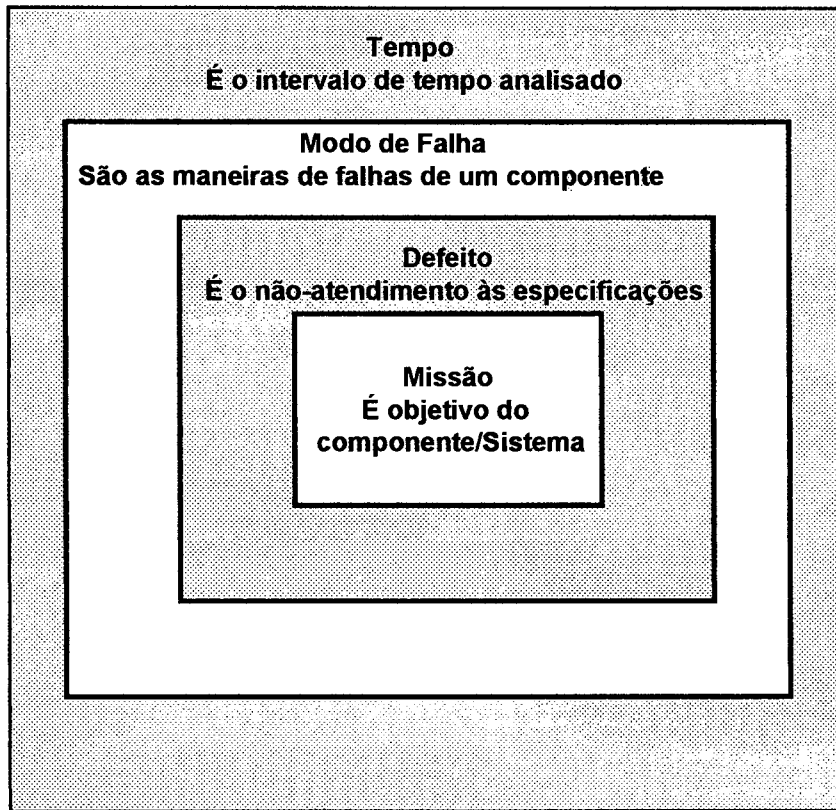 Tempo
É o intervalo de tempo analisado
Modo de Falha
São as maneiras de falhas de um componente
Defeito
É o não-atendimento às especificações
Missão
É objetivo do
componente/Sistema